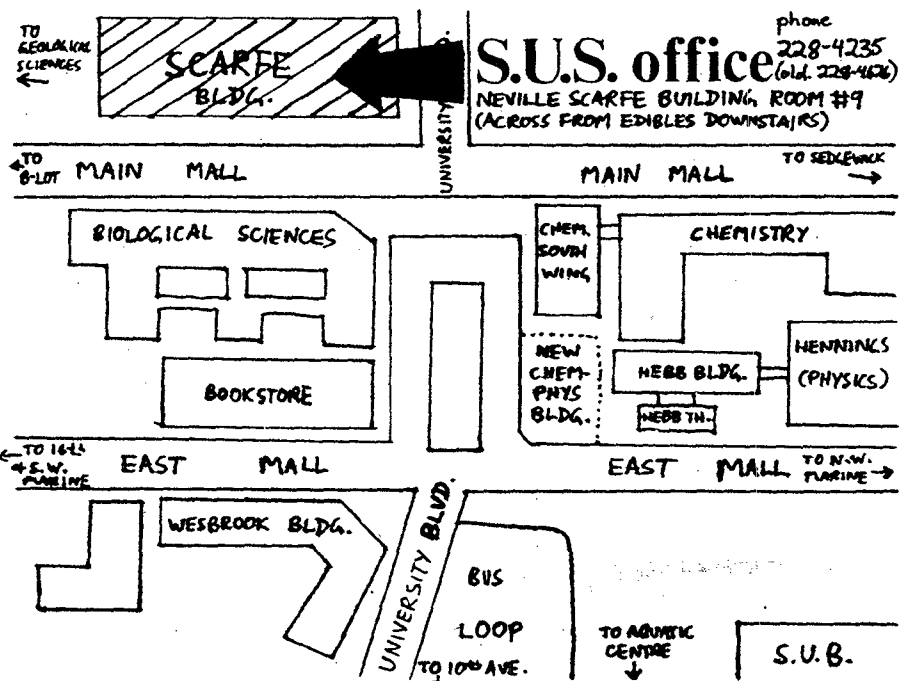 TO
GEOLOGICAL
SCIENCES
SCARFE
BLDG.
S.U.S. office
phone
228-4235
(old. 228-4626)
NEVILLE SCARFE BUILDING, ROOM #9
(ACROSS FROM EDIBLES DOWNSTAIRS)
UNIVERSITY
TO
B-LOT
MAIN MALL
MAIN MALL
TO SEDGEWICK
BIOLOGICAL SCIENCES
CHEM.
SOUTH
WING
CHEMISTRY
NEW
CHEM-
PHYS
BLDG.
HEBB BLDG.
HEBB TH.
HENNINGS
(PHYSICS)
BOOKSTORE
TO 16th
& S.W.
MARINE
EAST MALL
EAST MALL
TO N.W.
MARINE
WESBROOK BLDG.
UNIVERSITY BLVD.
BUS
LOOP
TO 10th AVE.
TO AQUATIC
CENTRE
S.U.B.